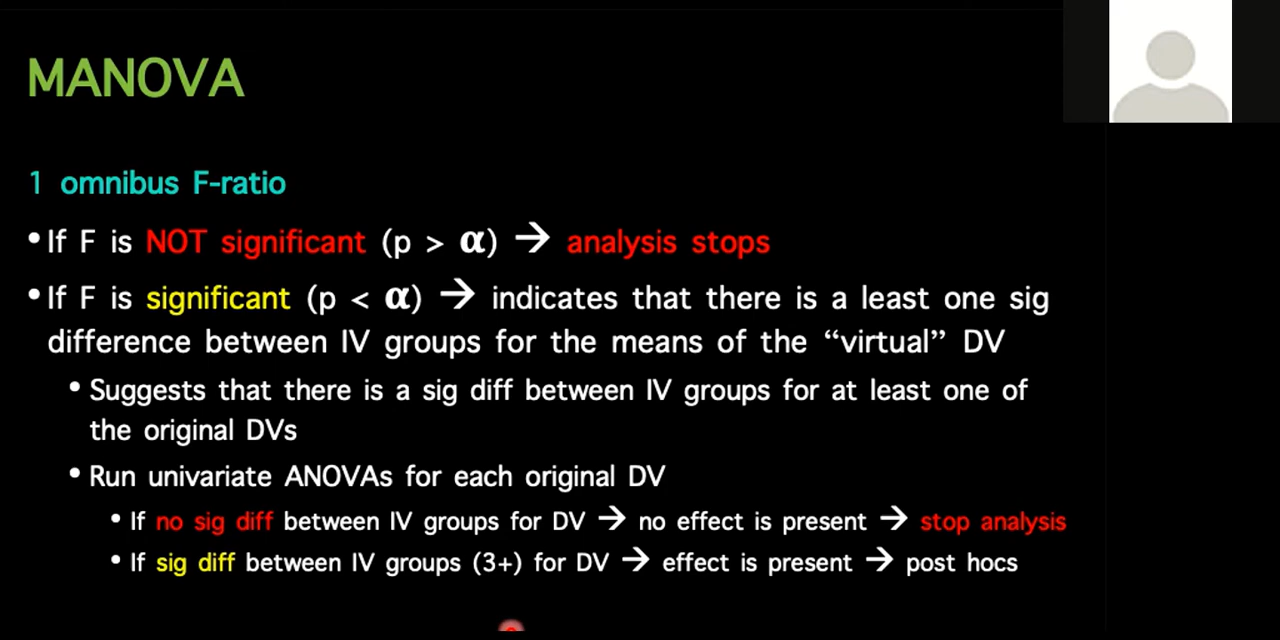 MANOVA
1 omnibus F-ratio
•If F is NOT significant (p > α) → analysis stops
•If F is significant (p < α) → indicates that there is a least one sig
difference between IV groups for the means of the “virtual” DV
• Suggests that there is a sig diff between IV groups for at least one of
the original DVs
• Run univariate ANOVAs for each original DV
• If no sig diff between IV groups for DV → no effect is present → stop analysis
• If sig diff between IV groups (3+) for DV → effect is present → post hocs